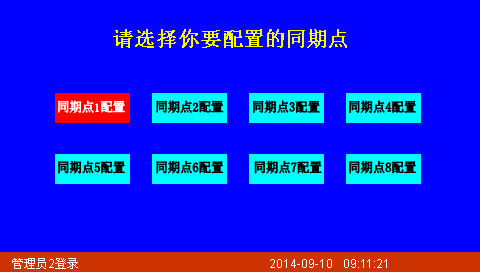 请选择你要配置的同期点
同期点1配置 同期点2配置 同期点3配置 同期点4配置
同期点5配置 同期点6配置 同期点7配置 同期点8配置
管理员2登录 2014-09-10 09:11:21